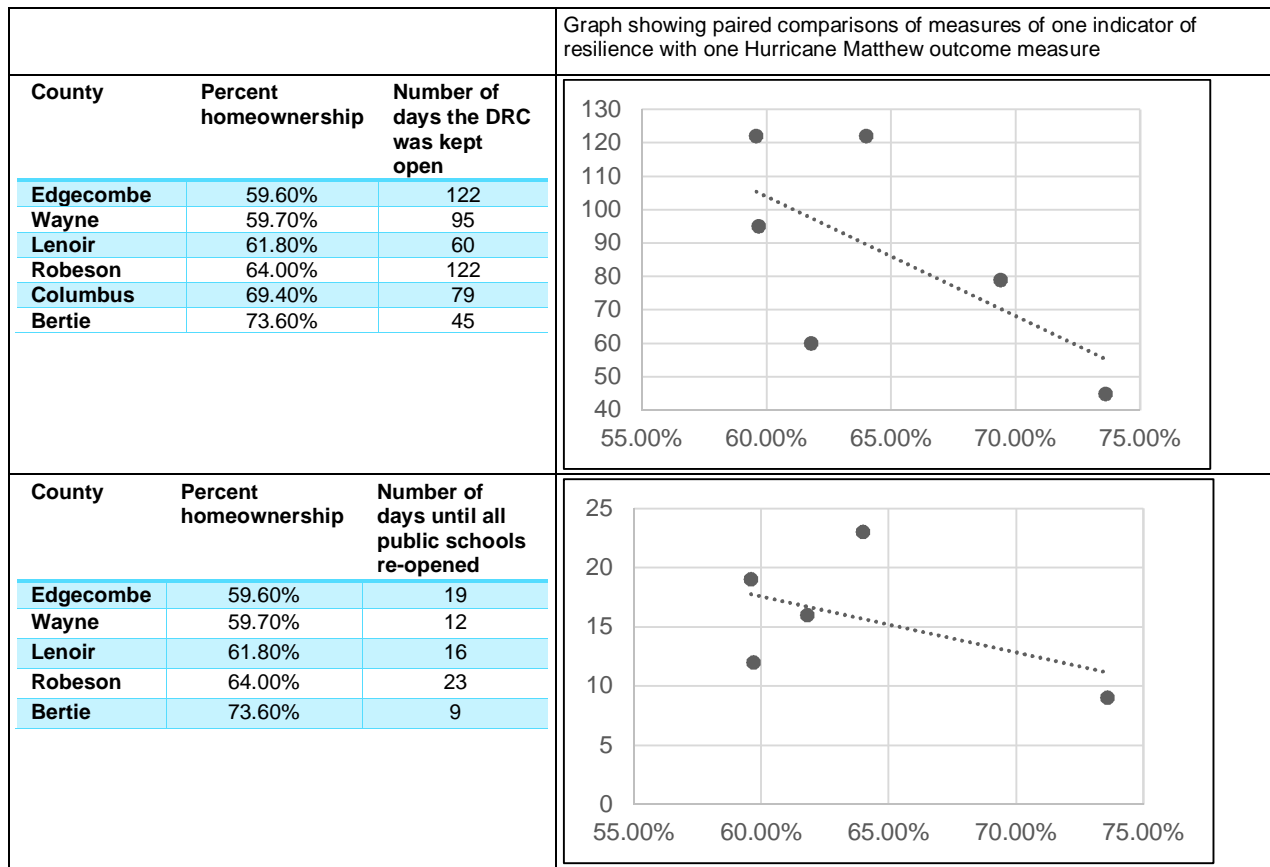 Graph showing paired comparisons of measures of one indicator of
resilience with one Hurricane Matthew outcome measure
County Percent Number of
homeownership days the DRC
was kept
open
Edgecombe 59.60% 122
Wayne 59.70% 95
Lenoir 61.80% 60
Robeson 64.00% 122
Columbus 69.40% 79
Bertie 73.60% 45
130
120
110
100
90
80
70
60
50
40
55.00% 60.00% 65.00% 70.00% 75.00%
County Percent Number of
homeownership days until all
public schools
re-opened
Edgecombe 59.60% 19
Wayne 59.70% 12
Lenoir 61.80% 16
Robeson 64.00% 23
Bertie 73.60% 9
25
20
15
10
5
0
55.00% 60.00% 65.00% 70.00% 75.00%